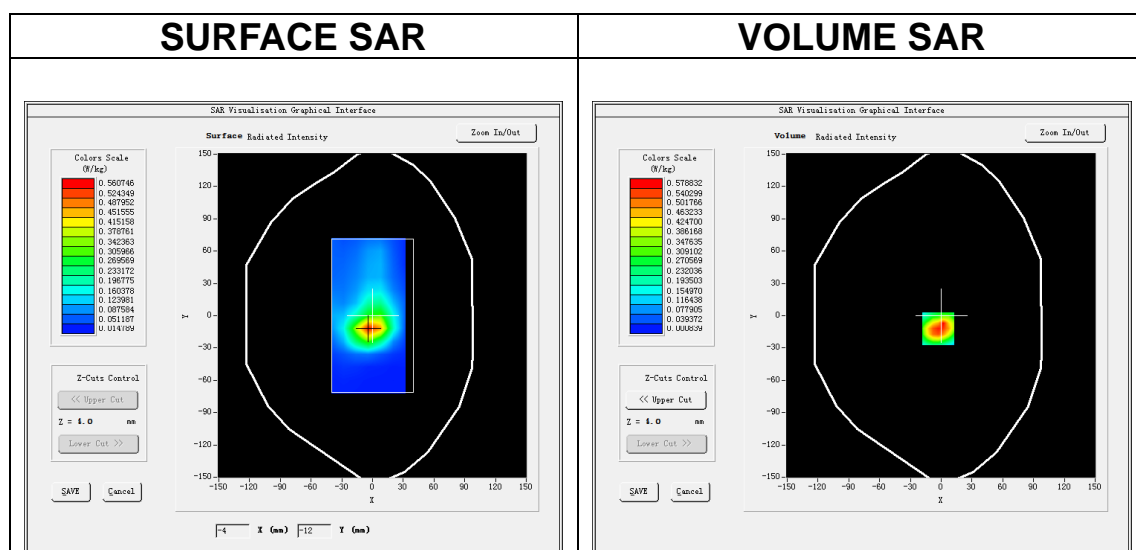 SURFACE SAR
VOLUME SAR
SAR Visualisation Graphical Interface
Surface Radiated Intensity
Zoom In/Out
Colors Scale
(W/kg)
0.560746
0.524349
0.487952
0.451555
0.415158
0.378761
0.342363
0.305966
0.269569
0.233172
0.196775
0.160378
0.123981
0.087584
0.051187
0.014789
Z-Cuts Control
<< Upper Cut
Z = 4.0 mm
Lower Cut >>
SAVE
Cancel
150
120
90
60
30
0
-30
-60
-90
-120
-150
Y
-150 -120 -90 -60 -30 0 30 60 90 120 150
X
-4 X (mm) -12 Y (mm)
SAR Visualisation Graphical Interface
Volume Radiated Intensity
Zoom In/Out
Colors Scale
(W/kg)
0.578832
0.540299
0.501766
0.463233
0.424700
0.386168
0.347635
0.309102
0.270569
0.232036
0.193503
0.154970
0.116438
0.077905
0.039372
0.000839
Z-Cuts Control
<< Upper Cut
Z = 4.0 mm
Lower Cut >>
SAVE
Cancel
150
120
90
60
30
0
-30
-60
-90
-120
-150
Y
-150 -120 -90 -60 -30 0 30 60 90 120 150
X